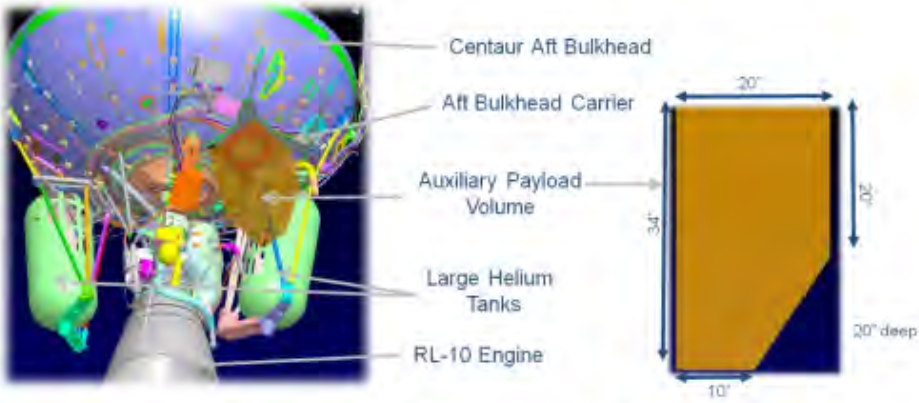 Centaur Aft Bulkhead
Aft Bulkhead Carrier
Auxiliary Payload
Volume
Large Helium
Tanks
RL-10 Engine
20"
34"
20"
20" deep
10"